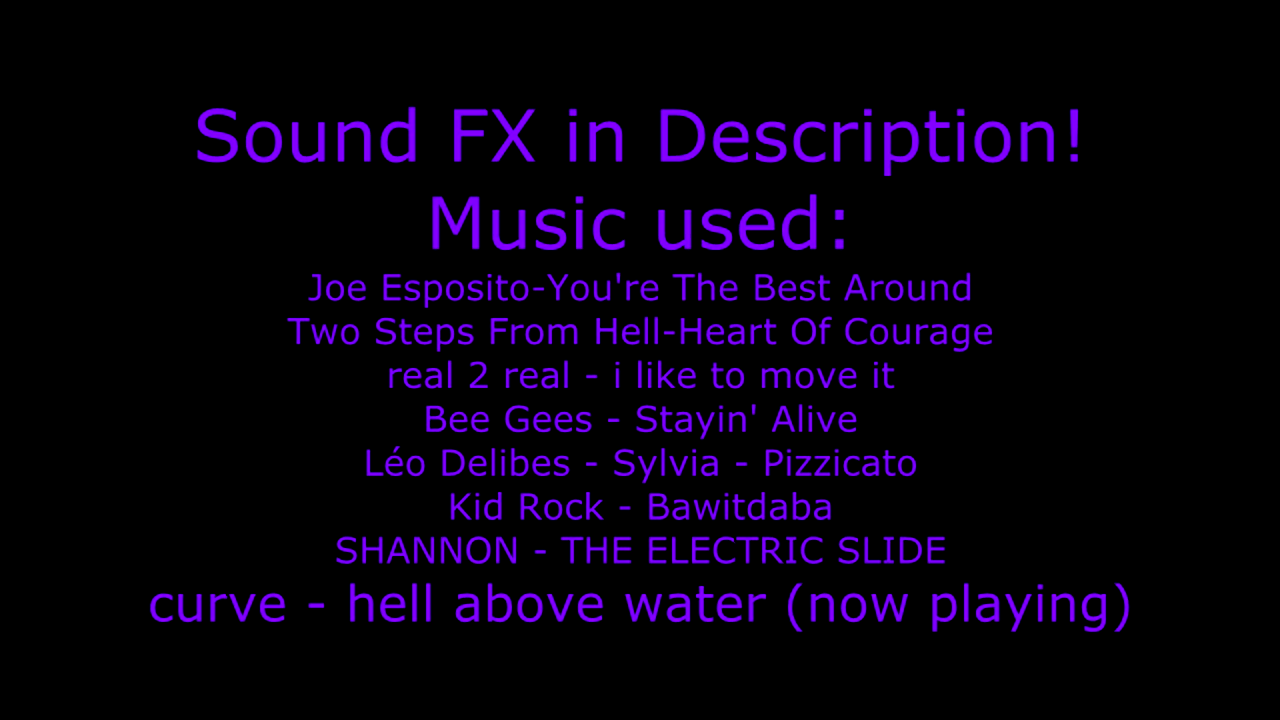 Sound FX in Description!
Music used:
Joe Esposito-You're The Best Around
Two Steps From Hell-Heart Of Courage
real 2 real - i like to move it
Bee Gees - Stayin' Alive
Léo Delibes - Sylvia - Pizzicato
Kid Rock - Bawitdaba
SHANNON - THE ELECTRIC SLIDE
curve - hell above water (now playing)